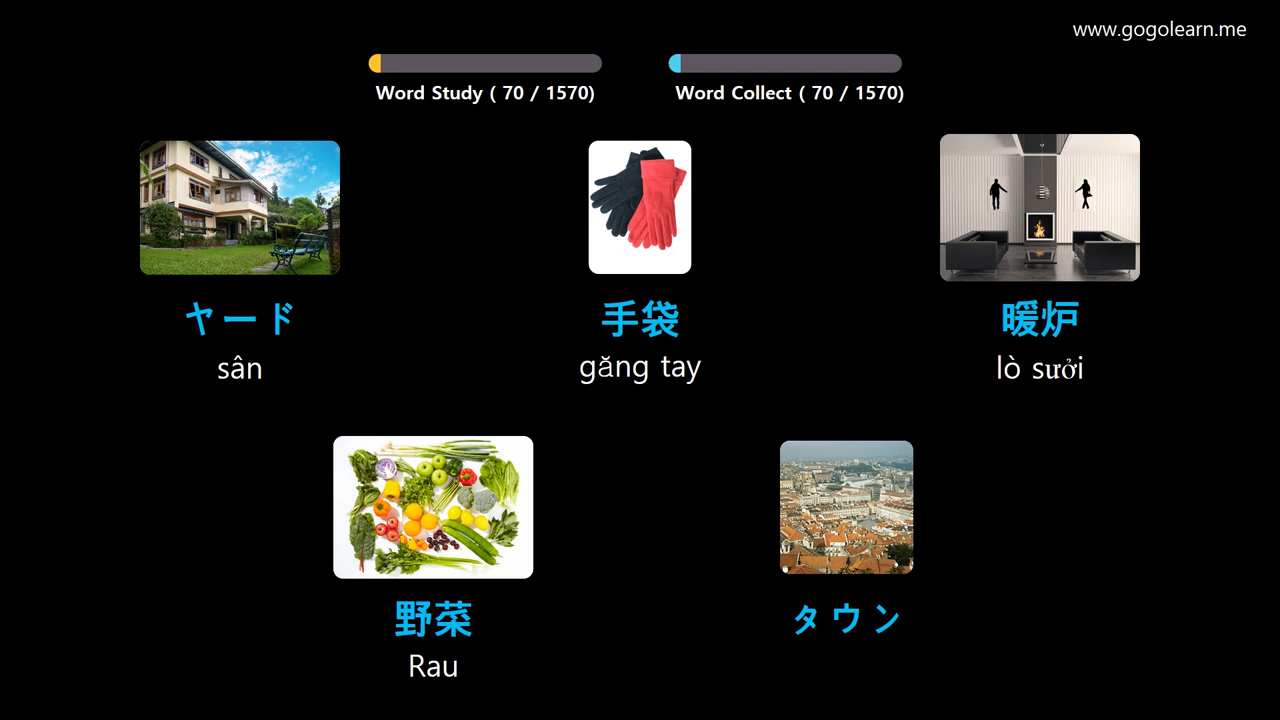 www.gogolearn.me
Word Study ( 70 / 1570)
Word Collect ( 70 / 1570)
ヤード
手袋
暖炉
sân
găng tay
lò sưởi
野菜
タウン
Rau